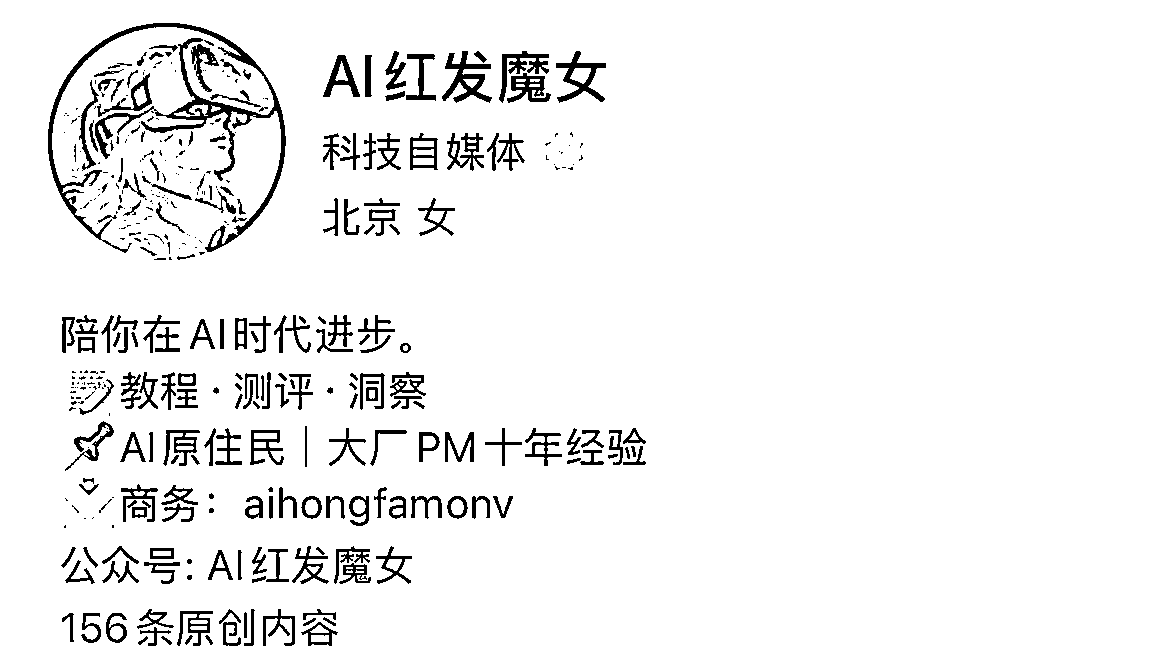 AI红发魔女
科技自媒体
北京 女
陪你在AI时代进步。
教程·测评·洞察
AI原住民｜大厂PM十年经验
商务：aihongfamonv
公众号: AI红发魔女
156条原创内容